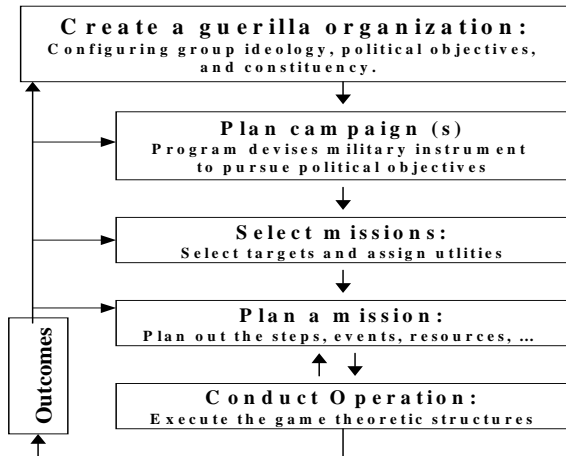 Create a guerilla organization:
Configuring group ideology, political objectives,
and constituency.
Plan campaign (s)
Program devises military instrument
to pursue political objectives
Select missions:
Select targets and assign utlities
Plan a mission:
Plan out the steps, events, resources, ...
Outcomes
Conduct Operation:
Execute the game theoretic structures